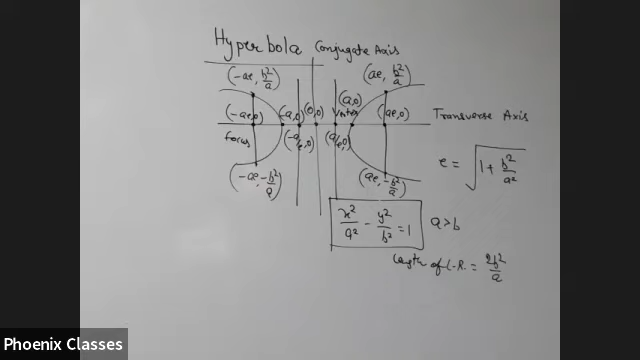 Hyperbola Conjugate Axis
(-ae, b²/a) (ae, b²/a)
(-ae,0) (a,0) (0,0) (a,0) (ae,0)
Vertex
Transverse Axis
focus (-a/e,0) (a/e,0)
e = √(1 + b²/a²)
(-ae, -b²/a) (ae, -b²/a)
x²/a² - y²/b² = 1 a > b
Length of L.R. = 2b²/a
Phoenix Classes